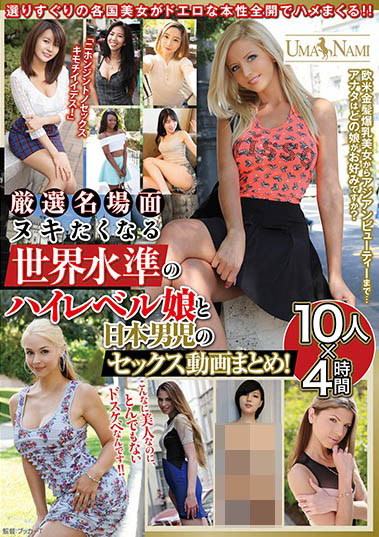 選りすぐりの各国美女がドエロな本性全開でハメまくる!!
UMA NAMI
「ニホンジントノセックス
キモチイイデス!」
欧米金髪爆乳美女からアジアンビューティーまで…
アナタはどの娘がお好みですか?
厳選名場面
ヌキたくなる
世界水準の
ハイレベル娘と
日本男児の
セックス動画まとめ!
10人
×
4時間
こんなに美人なのに、
とんでもない
ドスケベなんです!!